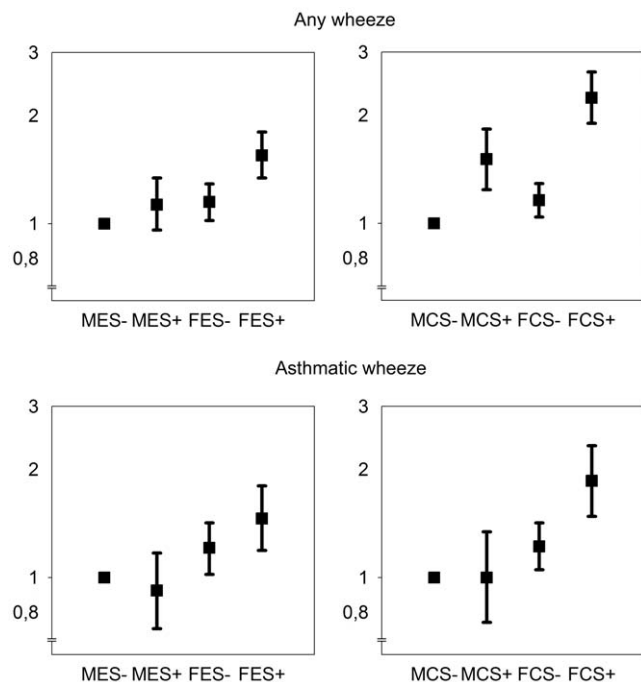 Any wheeze
3
2
1
0,8
MES- MES+ FES- FES+
3
2
1
0,8
MCS- MCS+ FCS- FCS+
Asthmatic wheeze
3
2
1
0,8
MES- MES+ FES- FES+
3
2
1
0,8
MCS- MCS+ FCS- FCS+